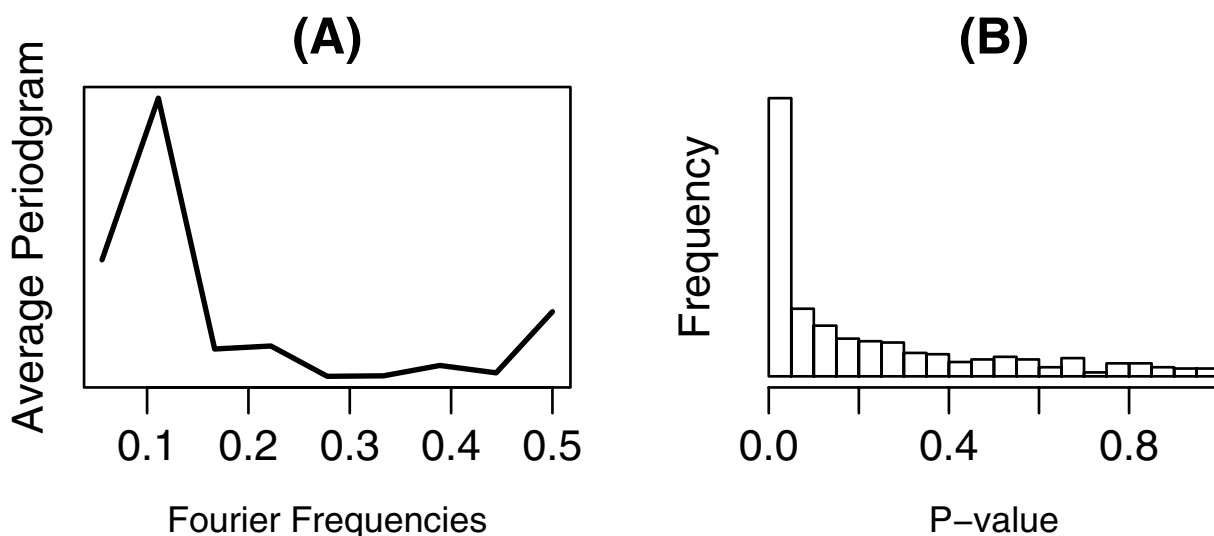 (A)
Average Periodgram
0.1 0.2 0.3 0.4 0.5
Fourier Frequencies
(B)
Frequency
0.0 0.4 0.8
P−value